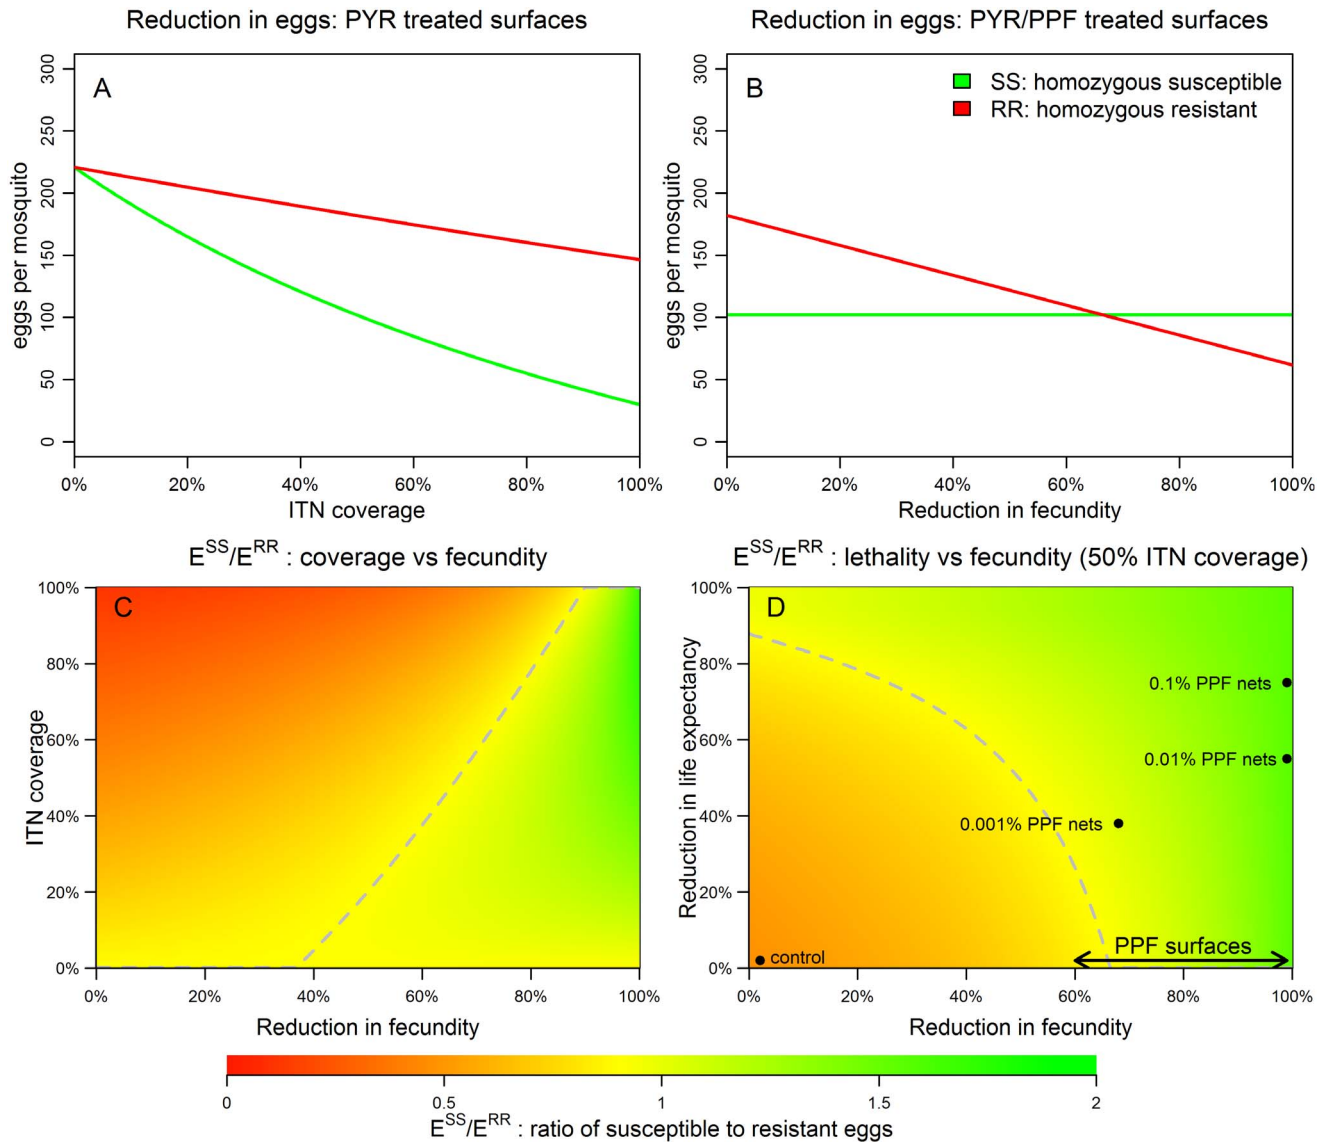 Reduction in eggs: PYR treated surfaces
A
300
250
200
150
100
50
0
eggs per mosquito
0% 20% 40% 60% 80% 100%
ITN coverage
Reduction in eggs: PYR/PPF treated surfaces
B
SS: homozygous susceptible
RR: homozygous resistant
300
250
200
150
100
50
0
eggs per mosquito
0% 20% 40% 60% 80% 100%
Reduction in fecundity
E^SS/E^RR : coverage vs fecundity
C
100%
80%
60%
40%
20%
0%
ITN coverage
0% 20% 40% 60% 80% 100%
Reduction in fecundity
E^SS/E^RR : lethality vs fecundity (50% ITN coverage)
D
100%
80%
60%
40%
20%
0%
Reduction in life expectancy
0.1% PPF nets
0.01% PPF nets
0.001% PPF nets
PPF surfaces
control
0% 20% 40% 60% 80% 100%
Reduction in fecundity
0 0.5 1 1.5 2
E^SS/E^RR : ratio of susceptible to resistant eggs